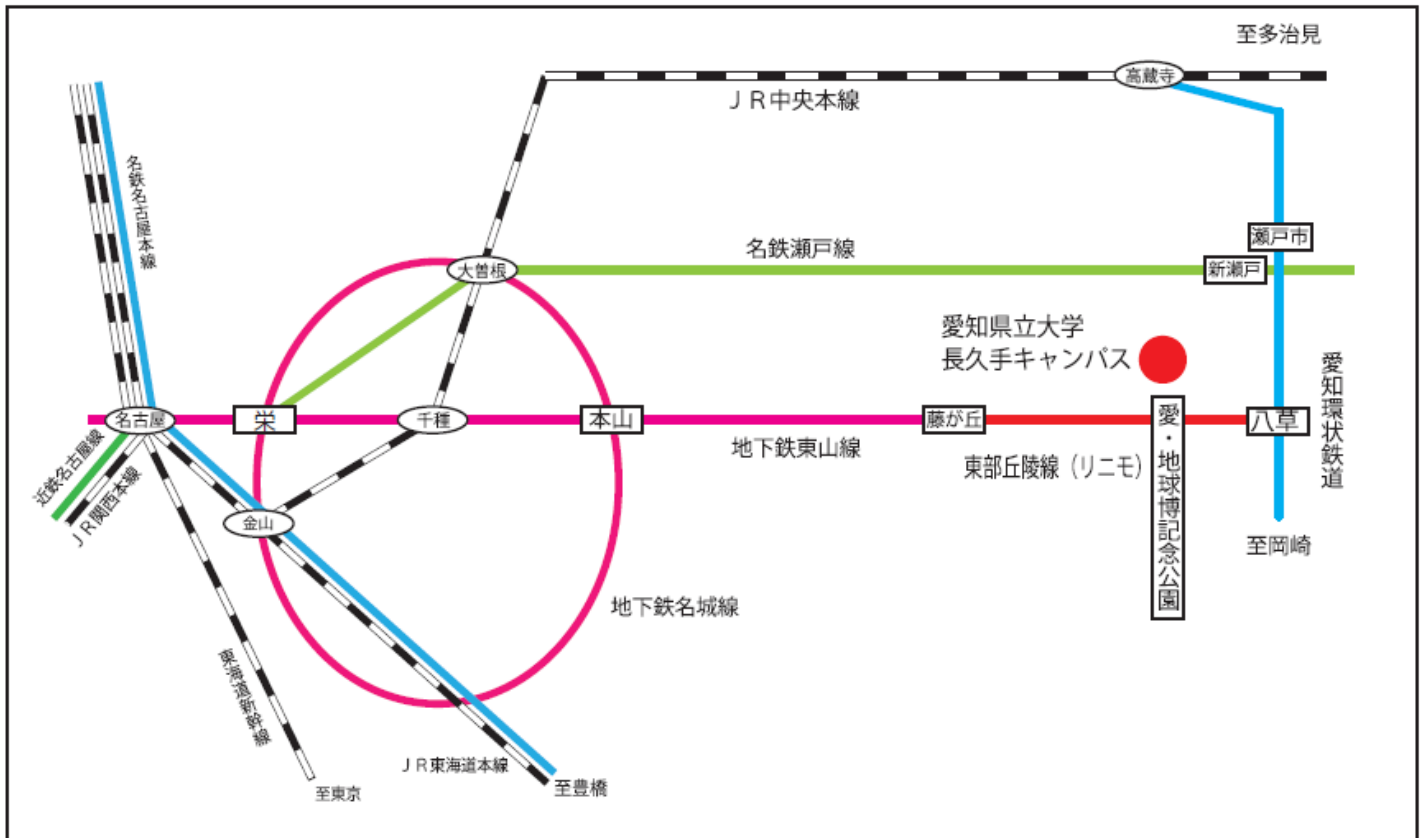 至多治見
高蔵寺
ＪＲ中央本線
名鉄名古屋本線
瀬戸市
大曽根
名鉄瀬戸線
新瀬戸
愛知県立大学
長久手キャンパス
愛知環状鉄道
名古屋
栄
千種
本山
藤が丘
愛・地球博記念公園
八草
地下鉄東山線
東部丘陵線（リニモ）
近鉄名古屋線
ＪＲ関西本線
金山
至岡崎
地下鉄名城線
東海道新幹線
ＪＲ東海道本線
至東京
至豊橋